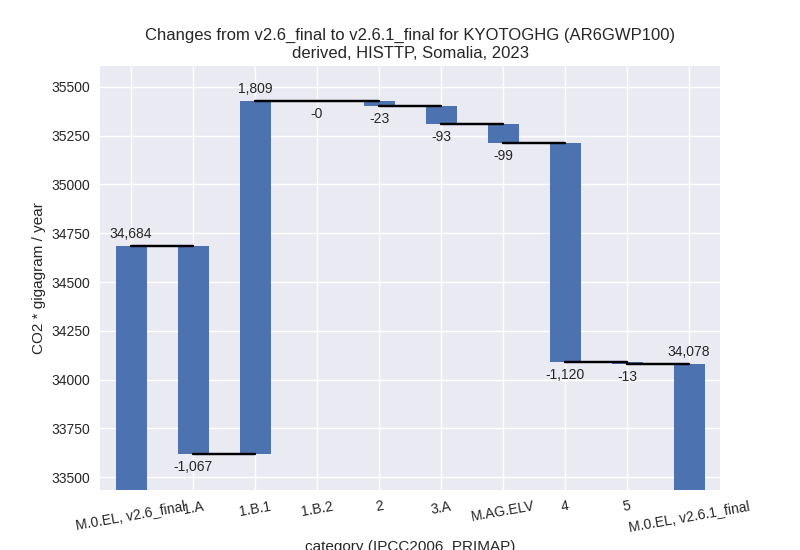 Changes from v2.6_final to v2.6.1_final for KYOTOGHG (AR6GWP100)
derived, HISTTP, Somalia, 2023
CO2 * gigagram / year
35500
35250
35000
34750
34500
34250
34000
33750
33500
34,684
-1,067
1,809
-0
-23
-93
-99
-1,120
-13
34,078
M.0.EL, v2.6_final
1.A
1.B.1
1.B.2
2
3.A
M.AG.ELV
4
5
M.0.EL, v2.6.1_final
category (IPCC2006_PRIMAP)